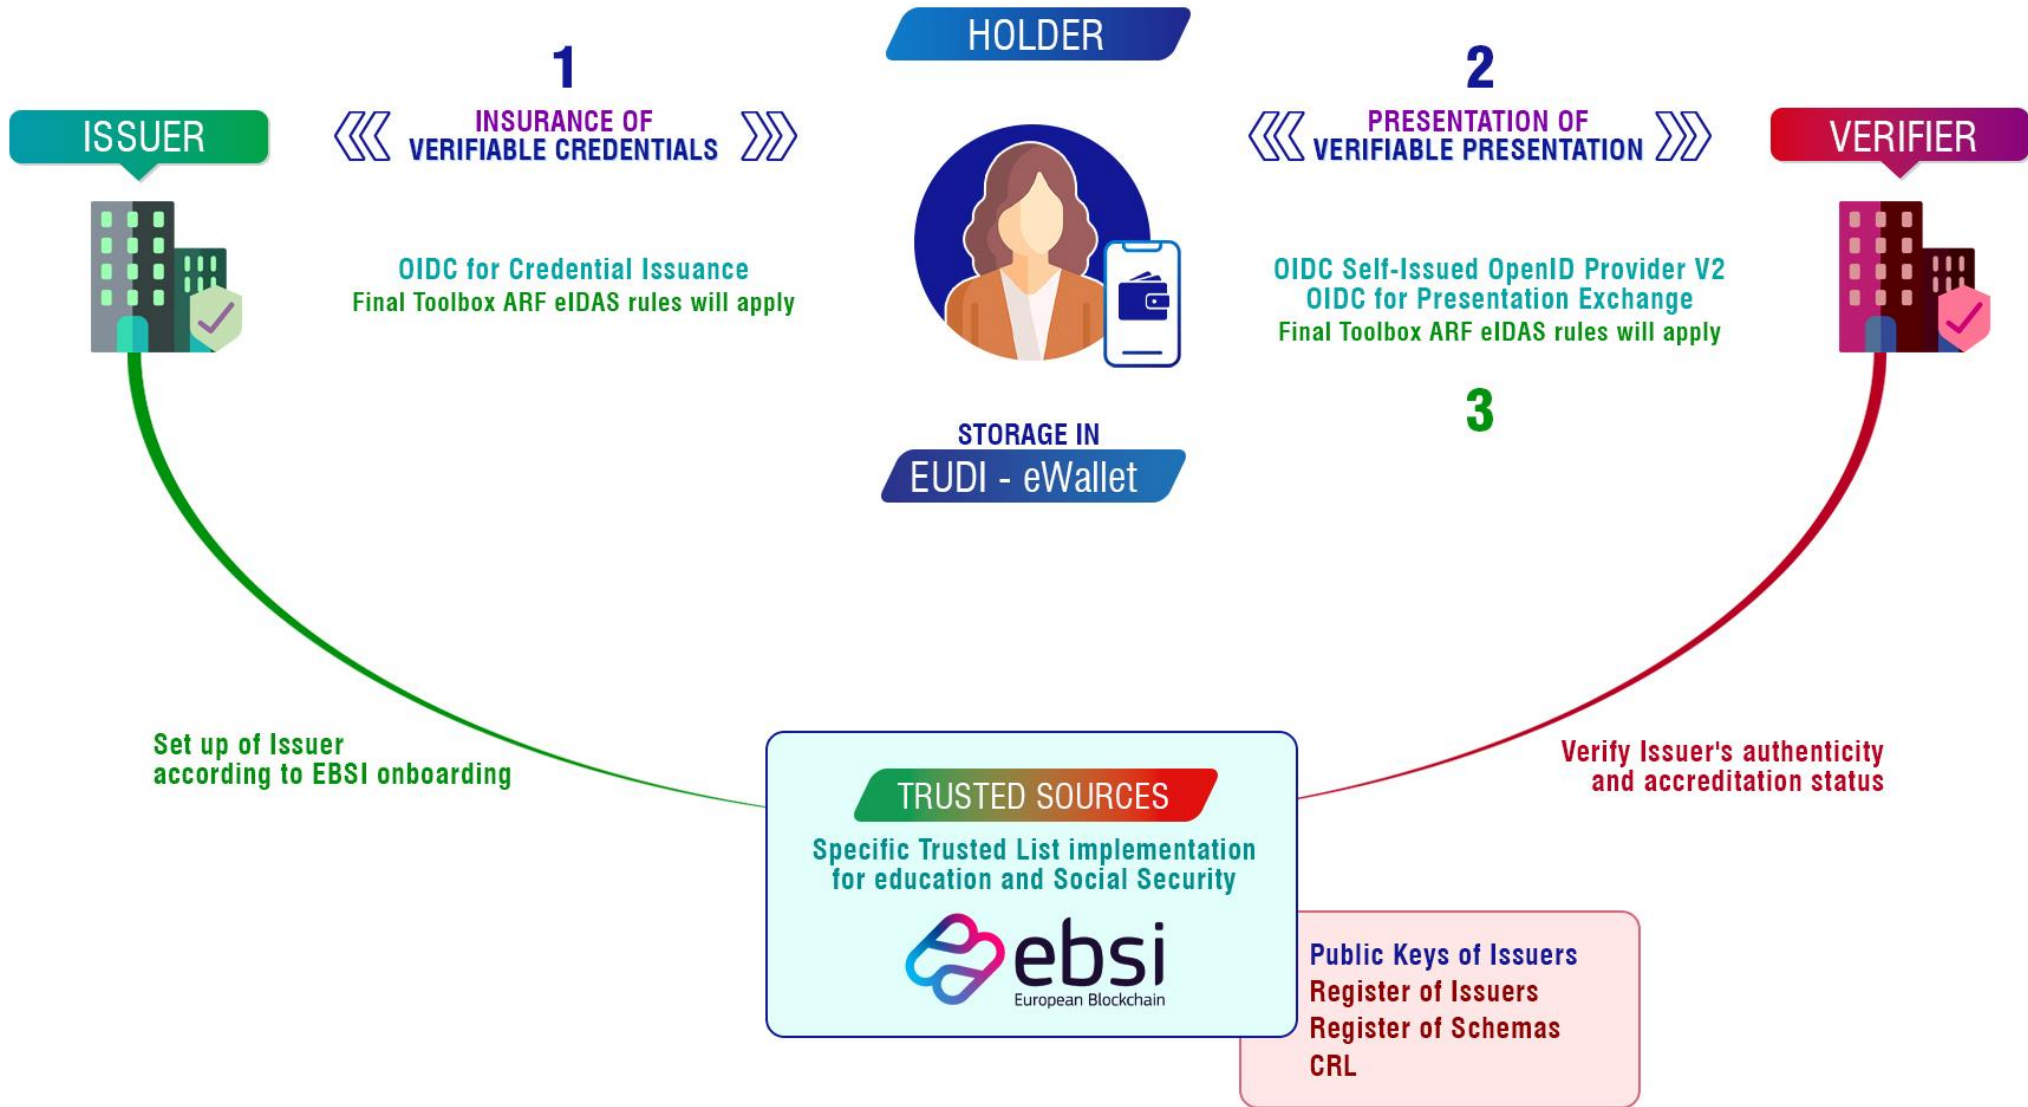 HOLDER
1
2
ISSUER
INSURANCE OF
VERIFIABLE CREDENTIALS
PRESENTATION OF
VERIFIABLE PRESENTATION
VERIFIER
OIDC for Credential Issuance
Final Toolbox ARF eIDAS rules will apply
OIDC Self-Issued OpenID Provider V2
OIDC for Presentation Exchange
Final Toolbox ARF eIDAS rules will apply
3
STORAGE IN
EUDI - eWallet
Set up of Issuer
according to EBSI onboarding
Verify Issuer's authenticity
and accreditation status
TRUSTED SOURCES
Specific Trusted List implementation
for education and Social Security
ebsi
European Blockchain
Public Keys of Issuers
Register of Issuers
Register of Schemas
CRL